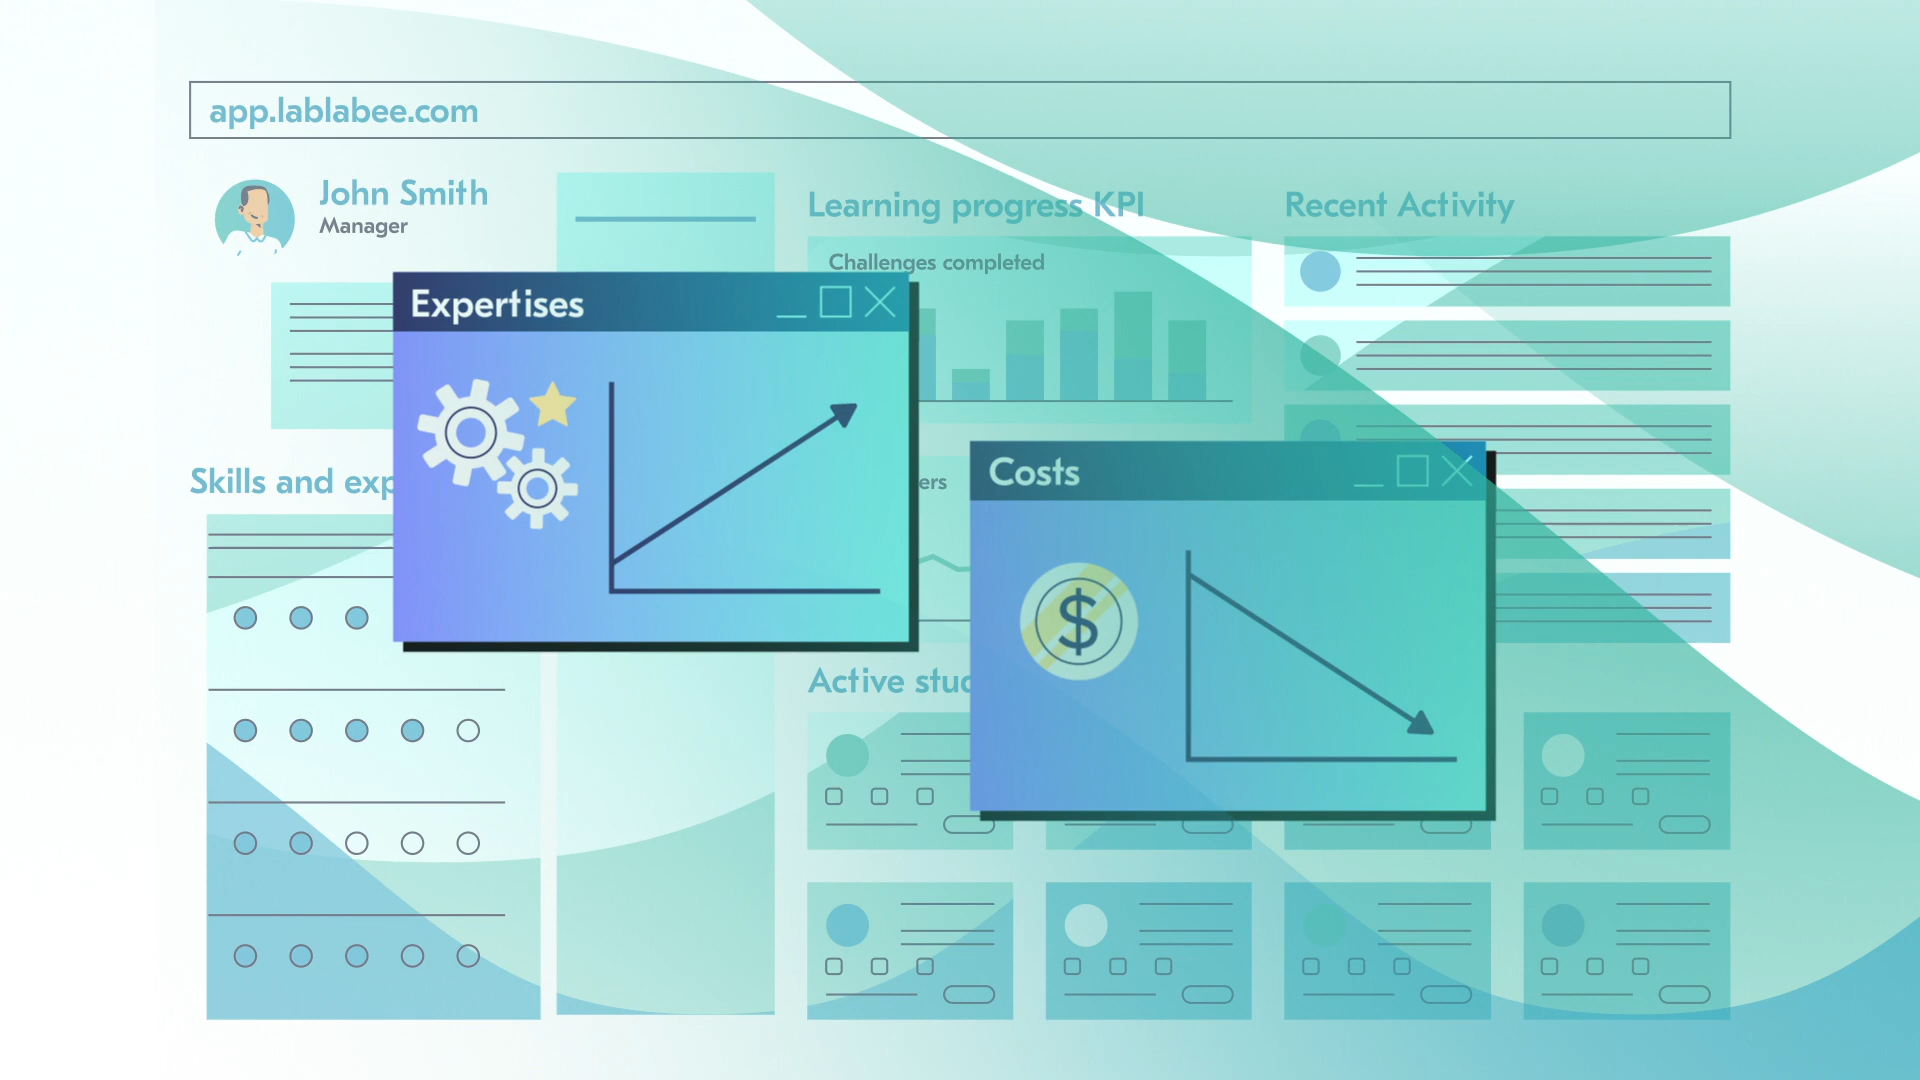 app.lablabee.com
John Smith
Manager
Learning progress KPI
Recent Activity
Challenges completed
Expertises
Skills and exp
ers
Costs
$
Active stud